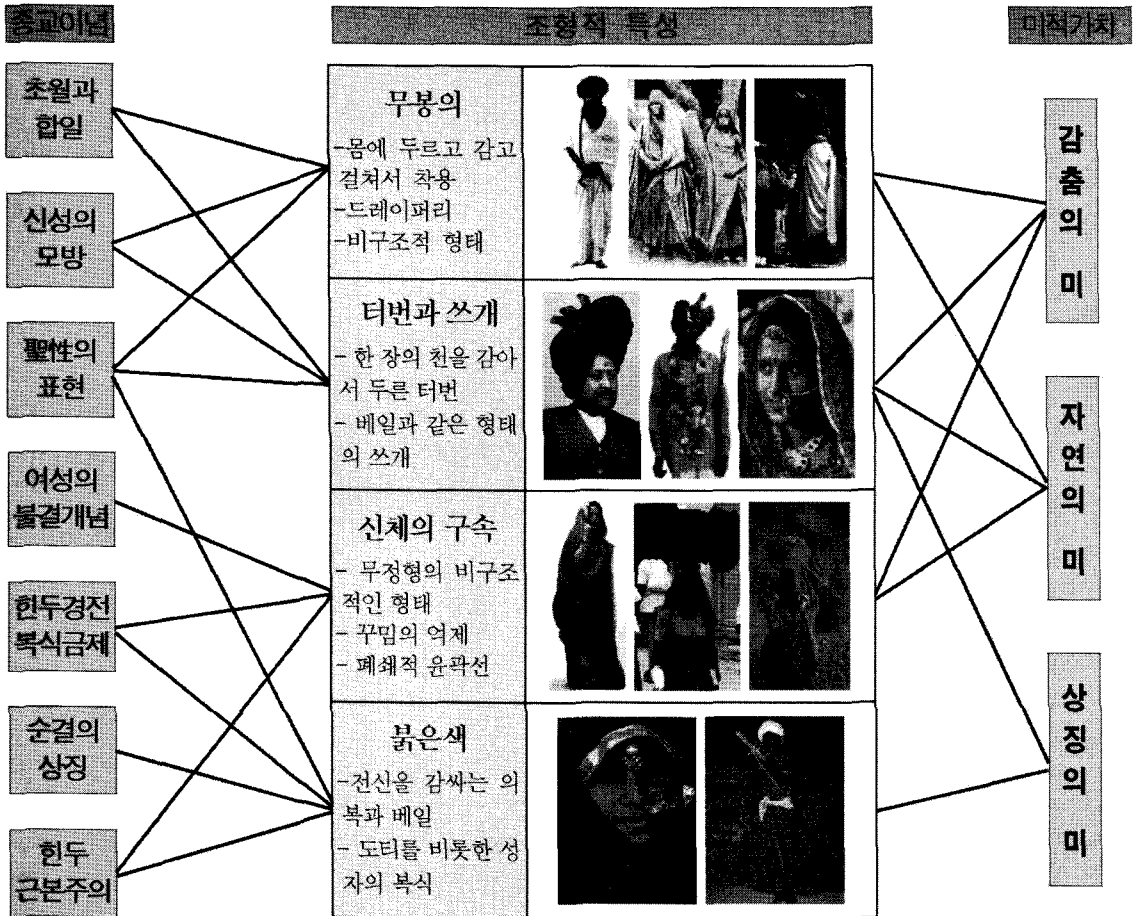 종교이념
조형적 특성
미적가치
초월과
합일
신성의
모방
聖性의
표현
여성의
불결개념
힌두경전
복식금제
순결의
상징
힌두
근본주의
무봉의
-몸에 두르고 감고
걸쳐서 착용
-드레이퍼리
-비구조적 형태
터번과 쓰개
- 한 장의 천을 감아
서 두른 터번
- 베일과 같은 형태
의 쓰개
신체의 구속
- 무정형의 비구조
적인 형태
- 꾸밈의 억제
- 폐쇄적 윤곽선
붉은색
-전신을 감싸는 의
복과 베일
- 도티를 비롯한 성
자의 복식
감춤의 미
자연의 미
상징의 미